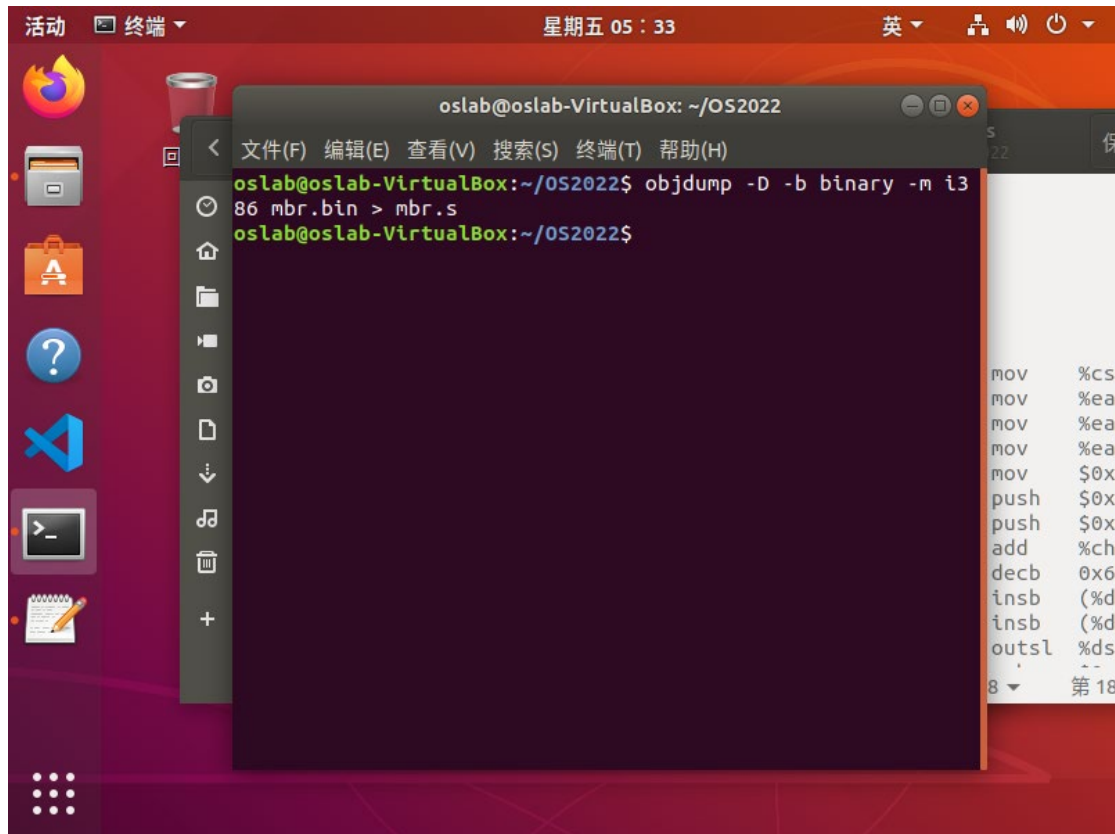 活动 终端 星期五 05：33 英
oslab@oslab-VirtualBox: ~/OS2022
文件(F) 编辑(E) 查看(V) 搜索(S) 终端(T) 帮助(H)
oslab@oslab-VirtualBox:~/OS2022$ objdump -D -b binary -m i3
86 mbr.bin > mbr.s
oslab@oslab-VirtualBox:~/OS2022$
mov %cs
mov %ea
mov %ea
mov %ea
mov $0x
push $0x
push $0x
add %ch
decb 0x6
insb (%d
insb (%d
outsl %ds
8 第 18